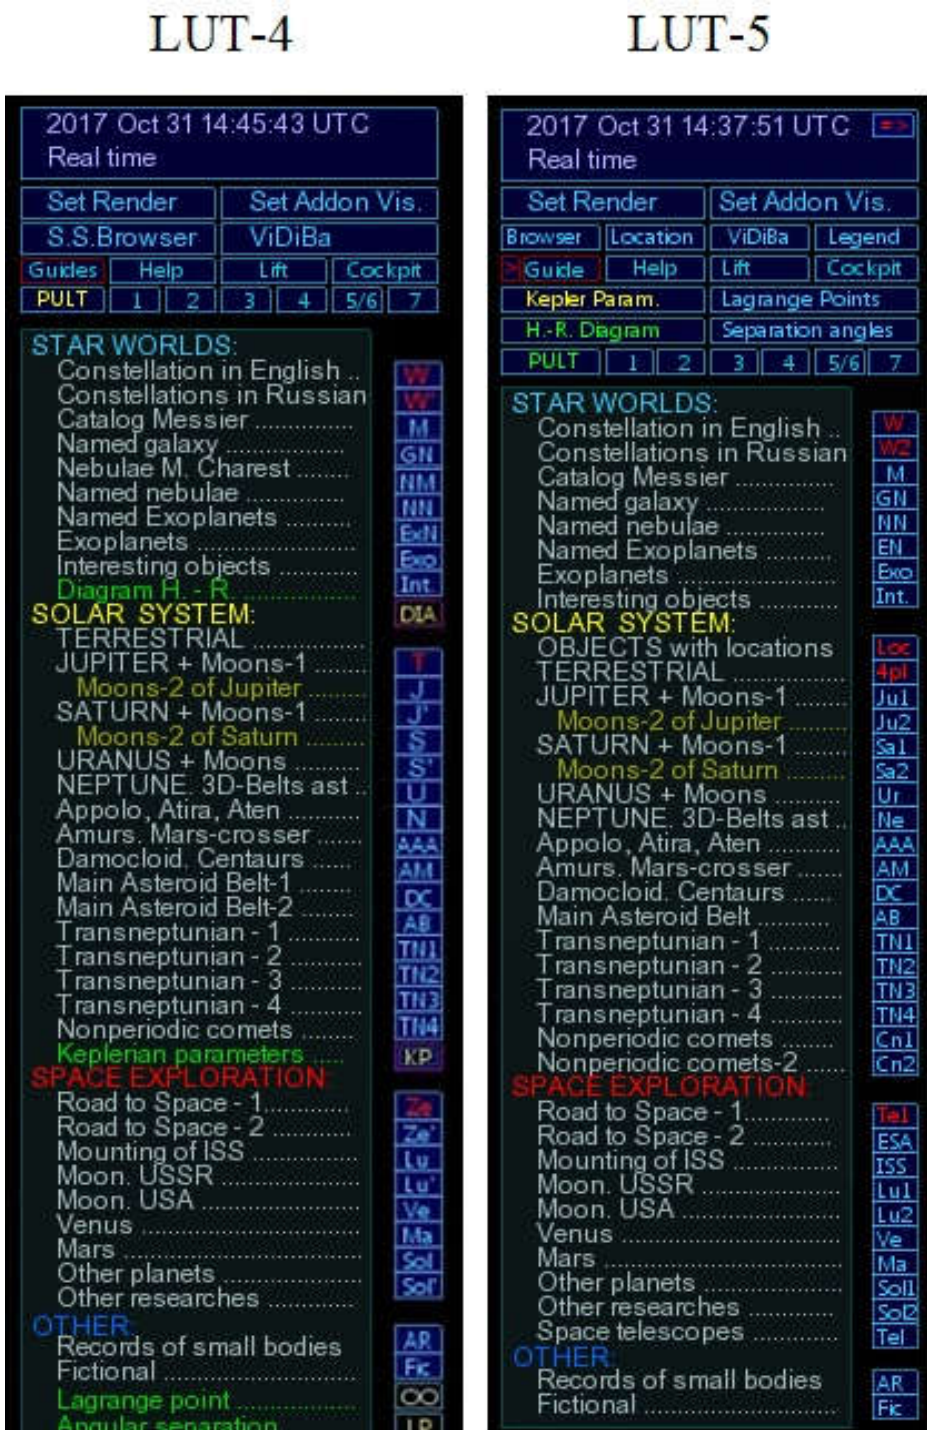 LUT-4
2017 Oct 31 14:45:43 UTC
Real time
Set Render Set Addon Vis.
S.S.Browser ViDiBa
Guides Help Lift Cockpit
PULT 1 2 3 4 5/6 7
STAR WORLDS:
Constellation in English ..
Constellations in Russian
Catalog Messier ...............
Named galaxy ...................
Nebulae M. Charest .........
Named nebulae ................
Named Exoplanets ..........
Exoplanets .........................
Interesting objects ............
Diagram H. - R. .................
SOLAR SYSTEM:
TERRESTRIAL .................
JUPITER + Moons-1 ........
Moons-2 of Jupiter .........
SATURN + Moons-1 .......
Moons-2 of Saturn .........
URANUS + Moons ..........
NEPTUNE. 3D-Belts ast ..
Appolo, Atira, Aten ...........
Amurs. Mars-crosser .......
Damocloid. Centaurs .......
Main Asteroid Belt-1 ........
Main Asteroid Belt-2 ........
Transneptunian - 1 ...........
Transneptunian - 2 ...........
Transneptunian - 3 ...........
Transneptunian - 4 ...........
Nonperiodic comets .........
Keplerian parameters .....
SPACE EXPLORATION:
Road to Space - 1.............
Road to Space - 2 ............
Mounting of ISS ................
Moon. USSR .....................
Moon. USA ........................
Venus .................................
Mars ....................................
Other planets .....................
Other researches .............
OTHER:
Records of small bodies
Fictional .............................
Lagrange point ..................
Angular separation
W
W'
M
GN
NM
NN
ExN
Exo
Int.
DIA
T
J
J'
S
S'
U
N
AAA
AM
DC
AB
TN1
TN2
TN3
TN4
KP
Ze
Ze'
Lu
Lu'
Ve
Ma
Sol
Sol'
AR
Fic
LP
LUT-5
2017 Oct 31 14:37:51 UTC =>
Real time
Set Render Set Addon Vis.
Browser Location ViDiBa Legend
> Guide Help Lift Cockpit
Kepler Param. Lagrange Points
H.-R. Diagram Separation angles
PULT 1 2 3 4 5/6 7
STAR WORLDS:
Constellation in English ..
Constellations in Russian
Catalog Messier ...............
Named galaxy ...................
Named nebulae ................
Named Exoplanets ..........
Exoplanets .........................
Interesting objects ............
SOLAR SYSTEM:
OBJECTS with locations
TERRESTRIAL .................
JUPITER + Moons-1 ........
Moons-2 of Jupiter .........
SATURN + Moons-1 .......
Moons-2 of Saturn .........
URANUS + Moons ..........
NEPTUNE. 3D-Belts ast ..
Appolo, Atira, Aten ...........
Amurs. Mars-crosser .......
Damocloid. Centaurs ......
Main Asteroid Belt ............
Transneptunian - 1 ...........
Transneptunian - 2 ...........
Transneptunian - 3 ...........
Transneptunian - 4 ...........
Nonperiodic comets .........
Nonperiodic comets-2......
SPACE EXPLORATION:
Road to Space - 1 ............
Road to Space - 2 ............
Mounting of ISS ................
Moon. USSR .....................
Moon. USA ........................
Venus .................................
Mars ....................................
Other planets .....................
Other researches .............
Space telescopes .............
OTHER:
Records of small bodies
Fictional .............................
W
W2
M
GN
NN
EN
Exo
Int.
Loc
4pl
Ju1
Ju2
Sa1
Sa2
Ur
Ne
AAA
AM
DC
AB
TN1
TN2
TN3
TN4
Cn1
Cn2
Te1
ESA
ISS
Lu1
Lu2
Ve
Ma
Sol1
Sol2
Tel
AR
Fic